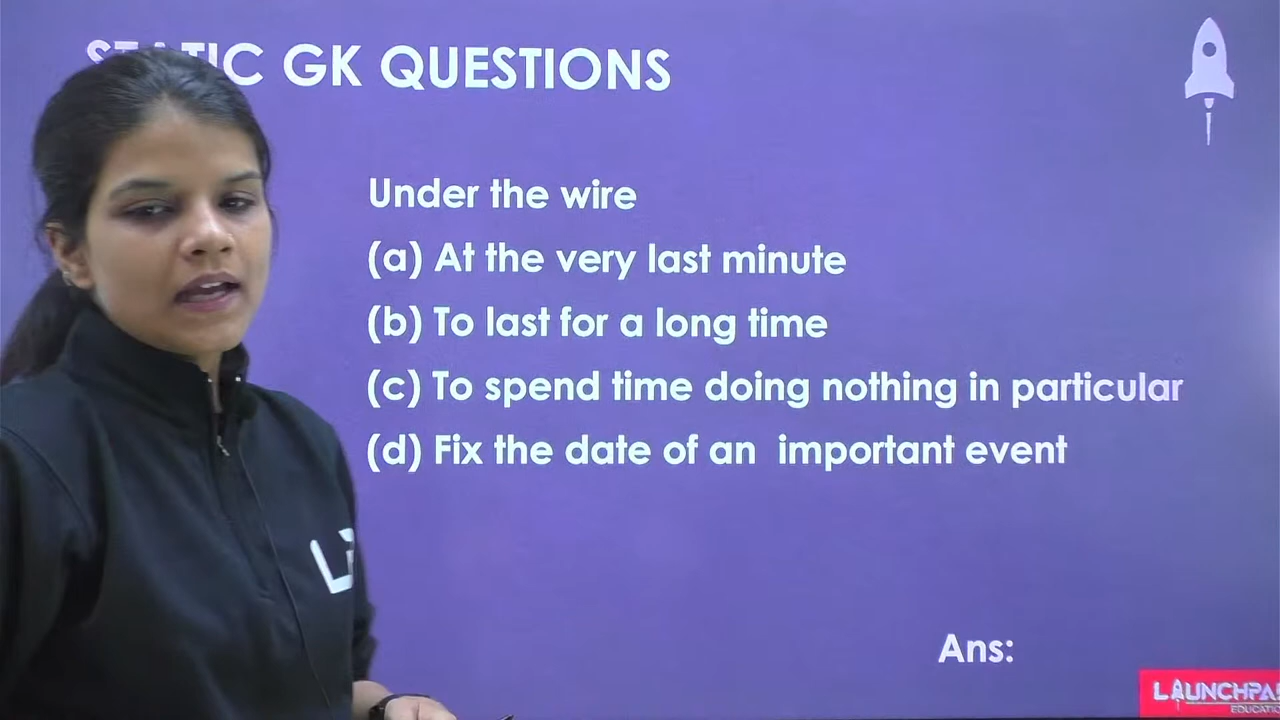 STATIC GK QUESTIONS
Under the wire
(a) At the very last minute
(b) To last for a long time
(c) To spend time doing nothing in particular
(d) Fix the date of an  important event
Ans: